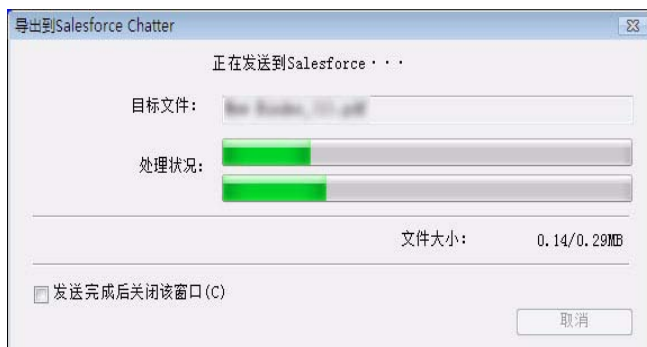 导出到Salesforce Chatter
正在发送到Salesforce・・・
目标文件：
处理状况：
文件大小： 0.14/0.29MB
发送完成后关闭该窗口(C)
取消